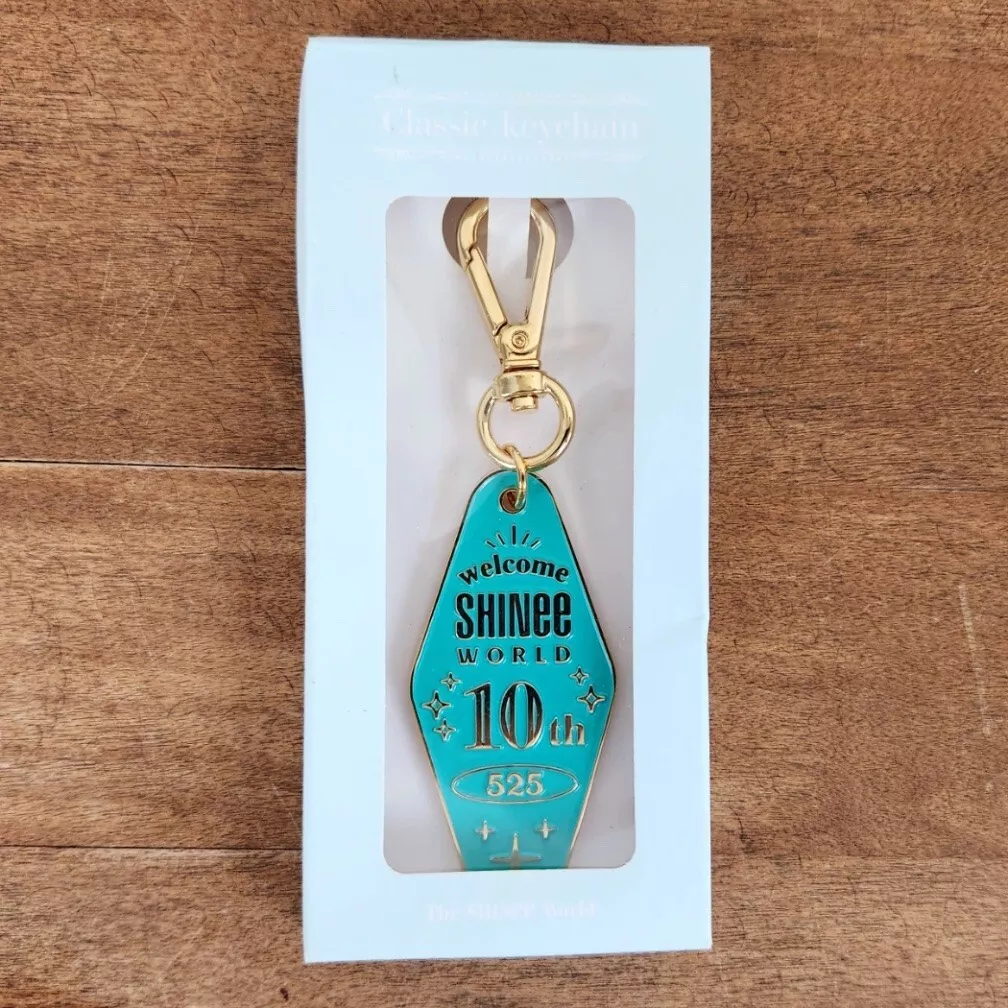 Classic keychain
welcome
SHINee
WORLD
10th
525
The SHINee World